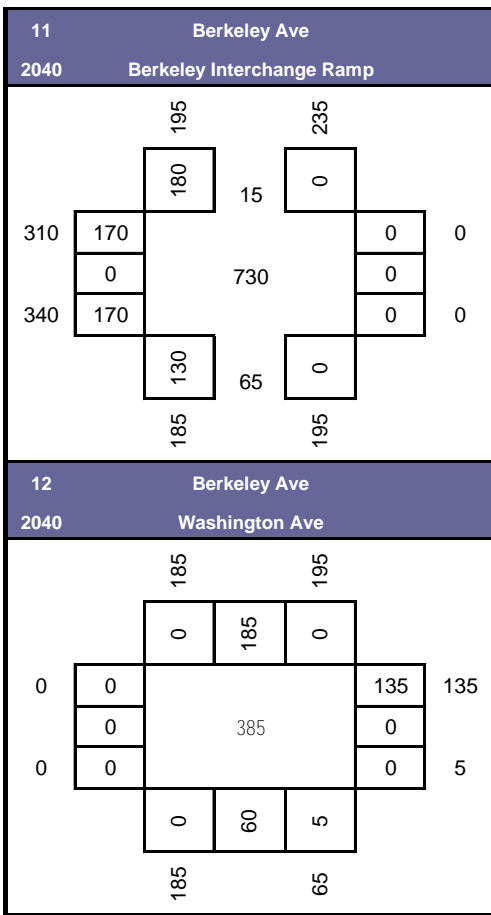 11 Berkeley Ave
2040 Berkeley Interchange Ramp
195 235
180 15 0
310 170 0 0
0 730 0
340 170 0 0
130 65 0
185 195
12 Berkeley Ave
2040 Washington Ave
185 195
0 185 0
0 0 135 135
0 385 0
0 0 0 5
0 60 5
185 65